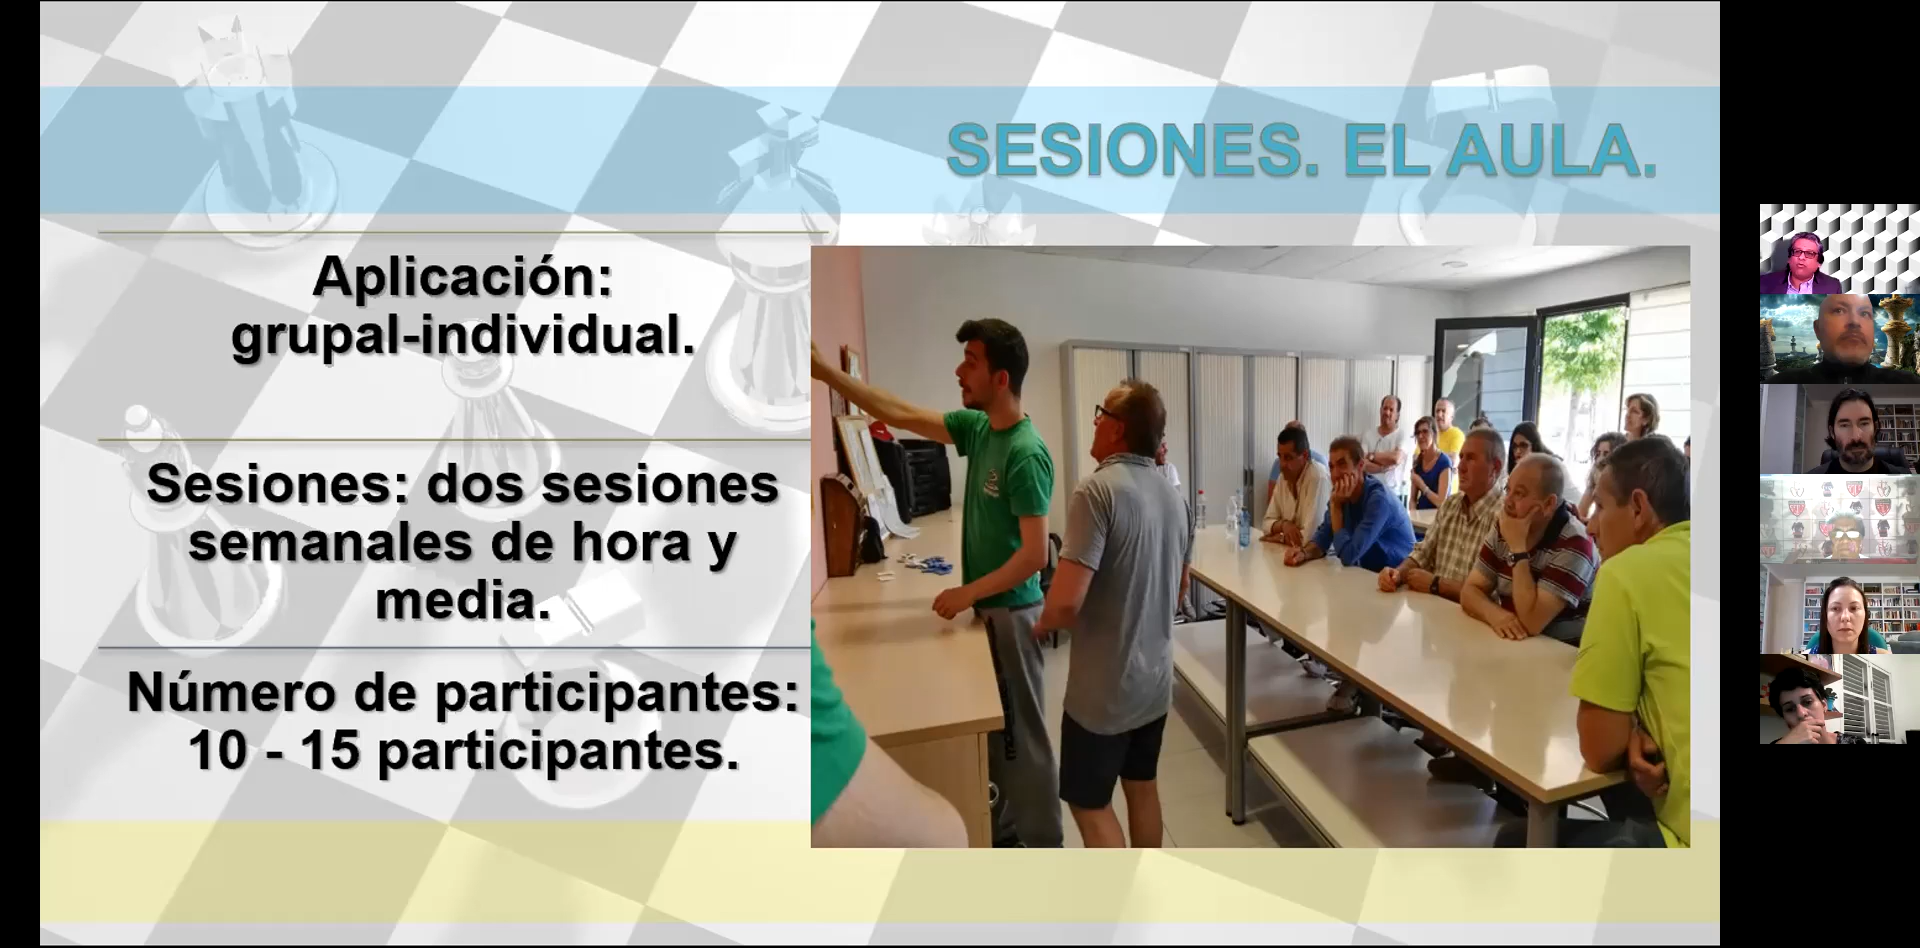 SESIONES. EL AULA.
Aplicación:
grupal-individual.
Sesiones: dos sesiones
semanales de hora y
media.
Número de participantes:
10 - 15 participantes.